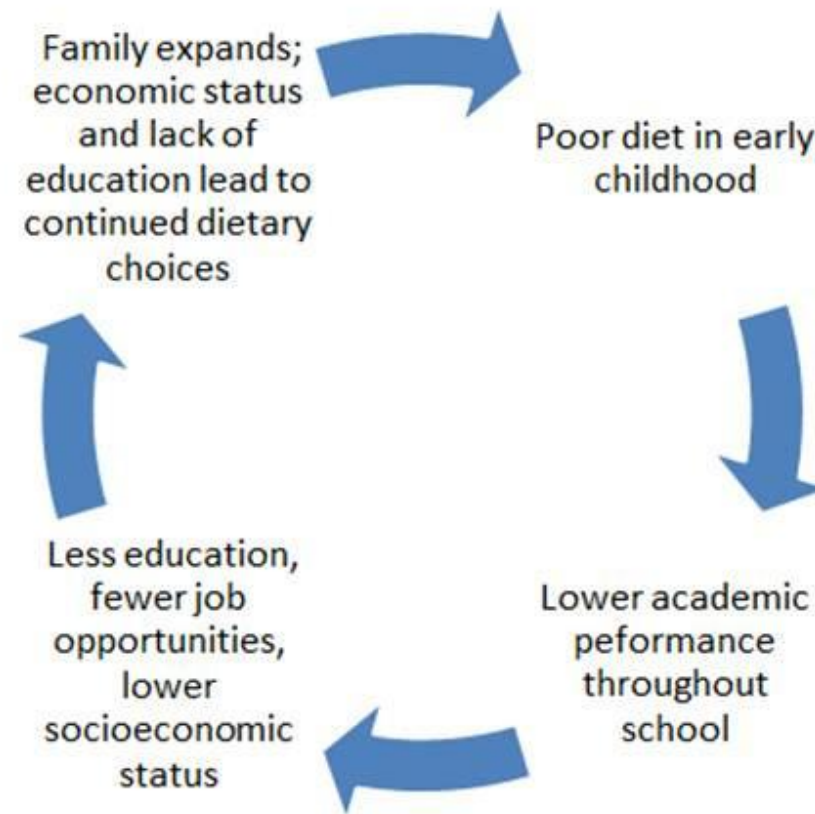 Family expands;
economic status
and lack of
education lead to
continued dietary
choices
Poor diet in early
childhood
Lower academic
peformance
throughout
school
Less education,
fewer job
opportunities,
lower
socioeconomic
status